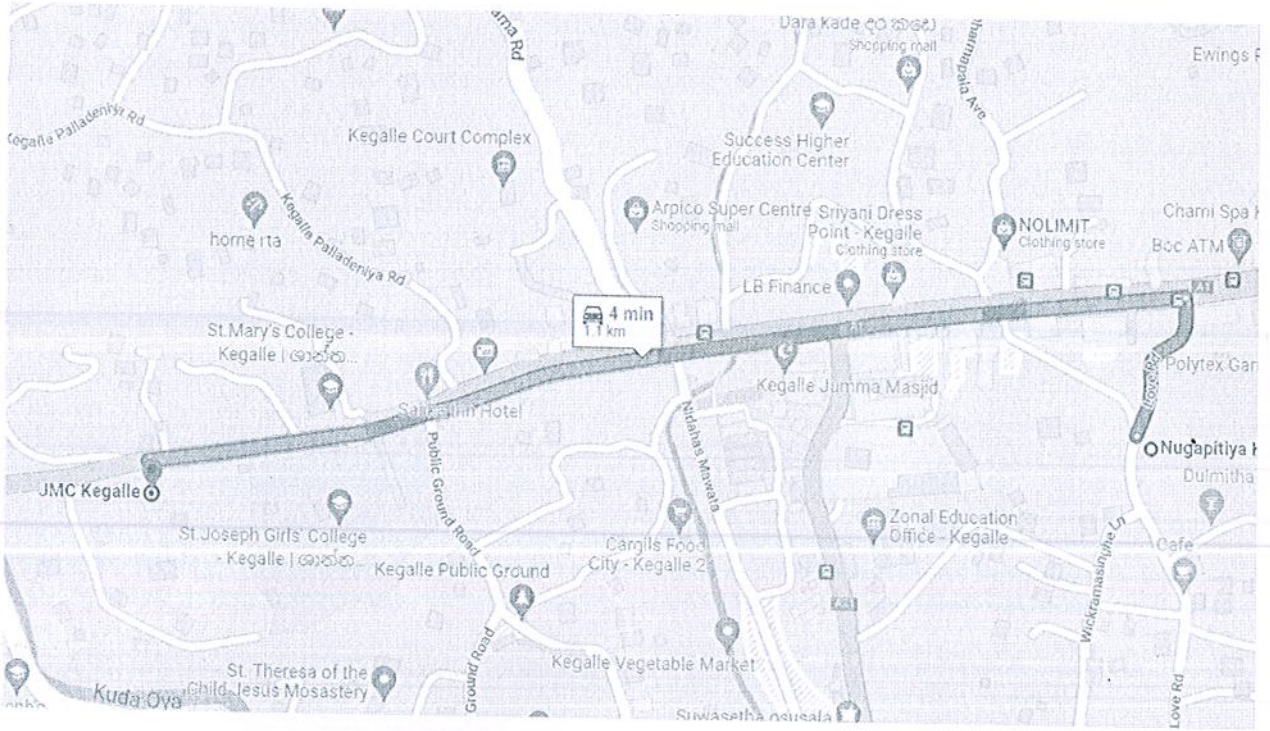 Dara Kade
Shopping mall
Ewings
Kegalle Palladeniya Rd
Kegalle Court Complex
Success Higher
Education Center
Kegalle Palladeniya Rd
Arpico Super Centre
Shopping mall
Sriyani Dress
Point - Kegalle
Clothing store
NOLIMIT
Clothing store
Chami Spa
Boc ATM
LB Finance
A1
4 min
1.1 km
St.Mary's College -
Kegalle |
A1
Kegalle Jumma Masjid
Polytex Gar
Love Rd
Hotel
Nidahas Mawata
Public Ground Road
Nugapitiya
Dulmitha
JMC Kegalle
St.Joseph Girls' College
- Kegalle |
Cargils Food
City - Kegalle 2
Zonal Education
Office - Kegalle
Cafe
Kegalle Public Ground
Wickramasinghe Ln
Kegalle Vegetable Market
St. Theresa of the
Child Jesus Mosastery
Ground Road
Kuda Oya
Suwasetha osusala
Love Rd